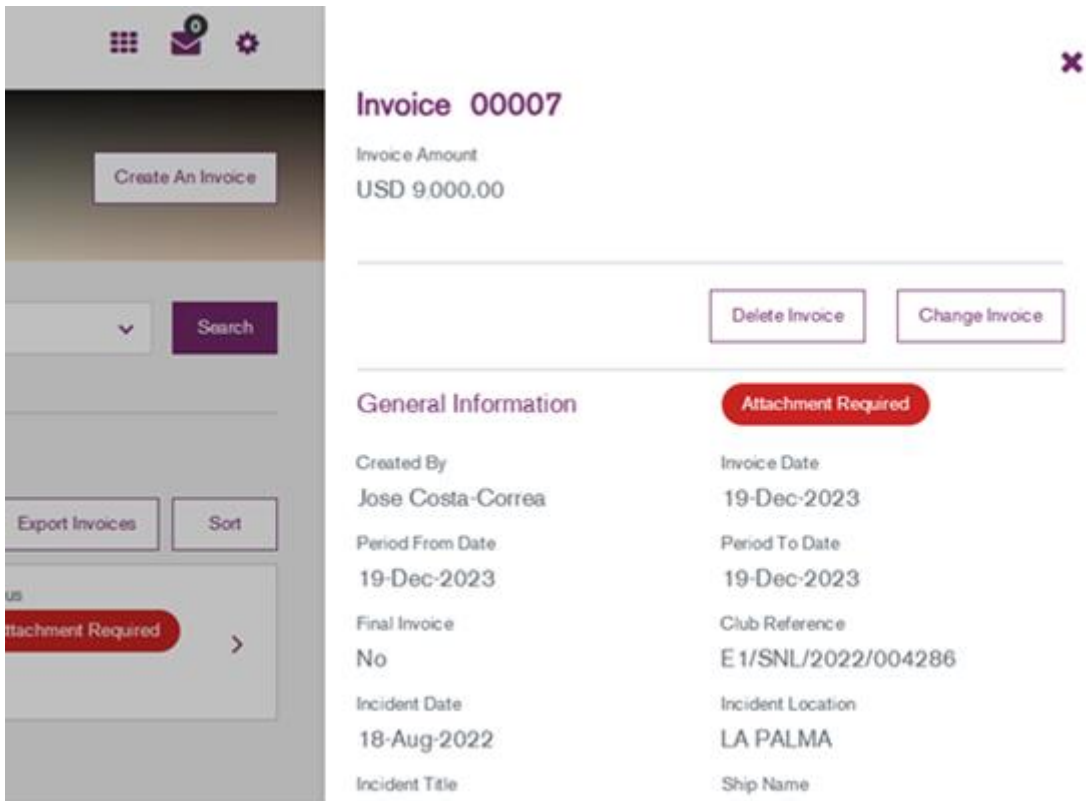 0
Create An Invoice
Search
Export Invoices
Sort
us
ttachment Required
Invoice 00007
Invoice Amount
USD 9,000.00
Delete Invoice
Change Invoice
General Information
Attachment Required
Created By
Invoice Date
Jose Costa-Correa
19-Dec-2023
Period From Date
Period To Date
19-Dec-2023
19-Dec-2023
Final Invoice
Club Reference
No
E1/SNL/2022/004286
Incident Date
Incident Location
18-Aug-2022
LA PALMA
Incident Title
Ship Name